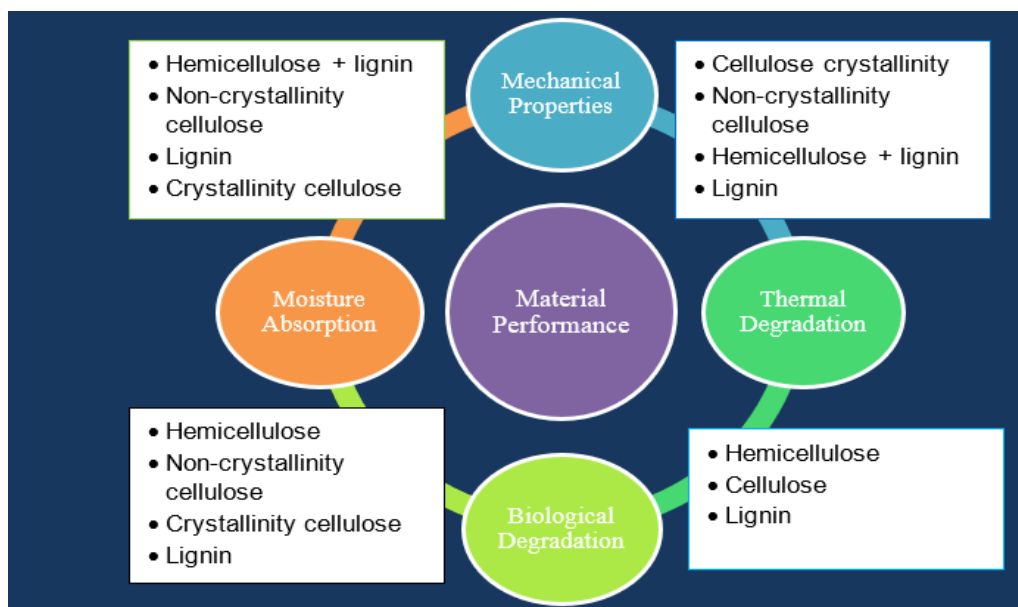 • Hemicellulose + lignin
• Non-crystallinity
cellulose
• Lignin
• Crystallinity cellulose
Mechanical
Properties
• Cellulose crystallinity
• Non-crystallinity
cellulose
• Hemicellulose + lignin
• Lignin
Moisture
Absorption
Material
Performance
Thermal
Degradation
• Hemicellulose
• Non-crystallinity
cellulose
• Crystallinity cellulose
• Lignin
Biological
Degradation
• Hemicellulose
• Cellulose
• Lignin